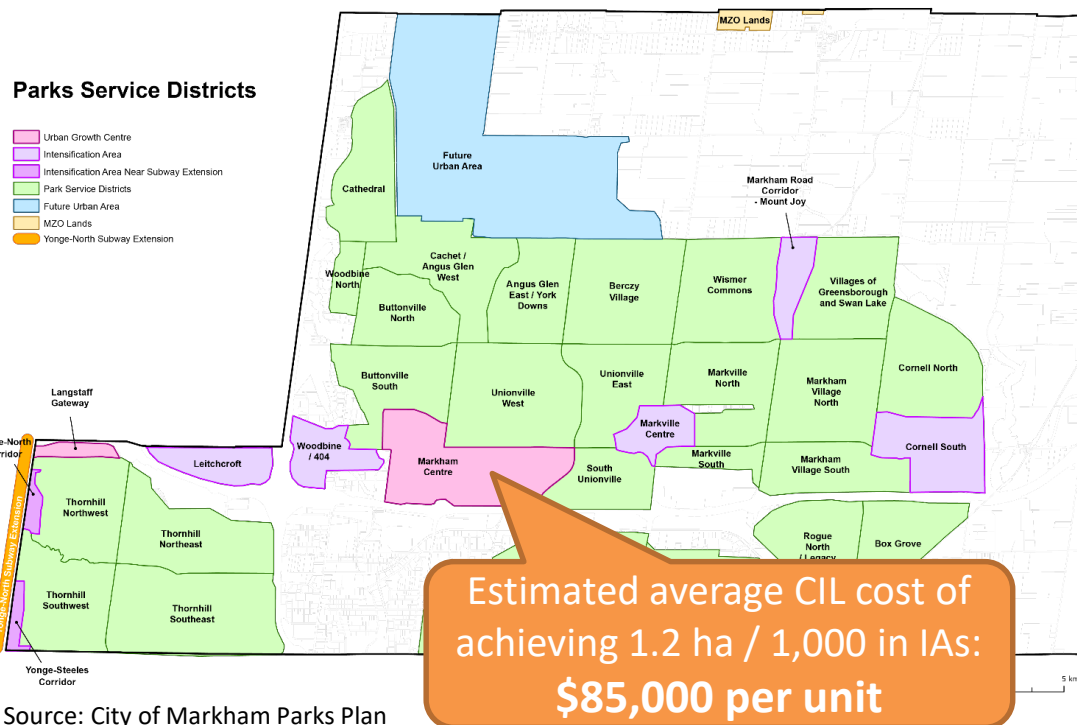 MZO Lands
Parks Service Districts
Urban Growth Centre
Intensification Area
Intensification Area Near Subway Extension
Park Service Districts
Future Urban Area
MZO Lands
Yonge-North Subway Extension
Future
Urban Area
Cathedral
Markham Road
Corridor
- Mount Joy
Woodbine
North
Cachet /
Angus Glen
West
Angus Glen
East / York
Downs
Berczy
Village
Wismer
Commons
Villages of
Greensborough
and Swan Lake
Buttonville
North
Buttonville
South
Unionville
West
Unionville
East
Markville
North
Markham
Village
North
Cornell North
Langstaff
Gateway
Leitchcroft
Woodbine
/ 404
Markham
Centre
Markville
Centre
South
Unionville
Markville
South
Markham
Village South
Cornell South
Thornhill
Northwest
Thornhill
Northeast
Thornhill
Southwest
Thornhill
Southeast
Rogue
North
/ Legacy
Box Grove
Yonge-Steeles
Corridor
Estimated average CIL cost of
achieving 1.2 ha / 1,000 in IAs:
$85,000 per unit
5 km
Source: City of Markham Parks Plan